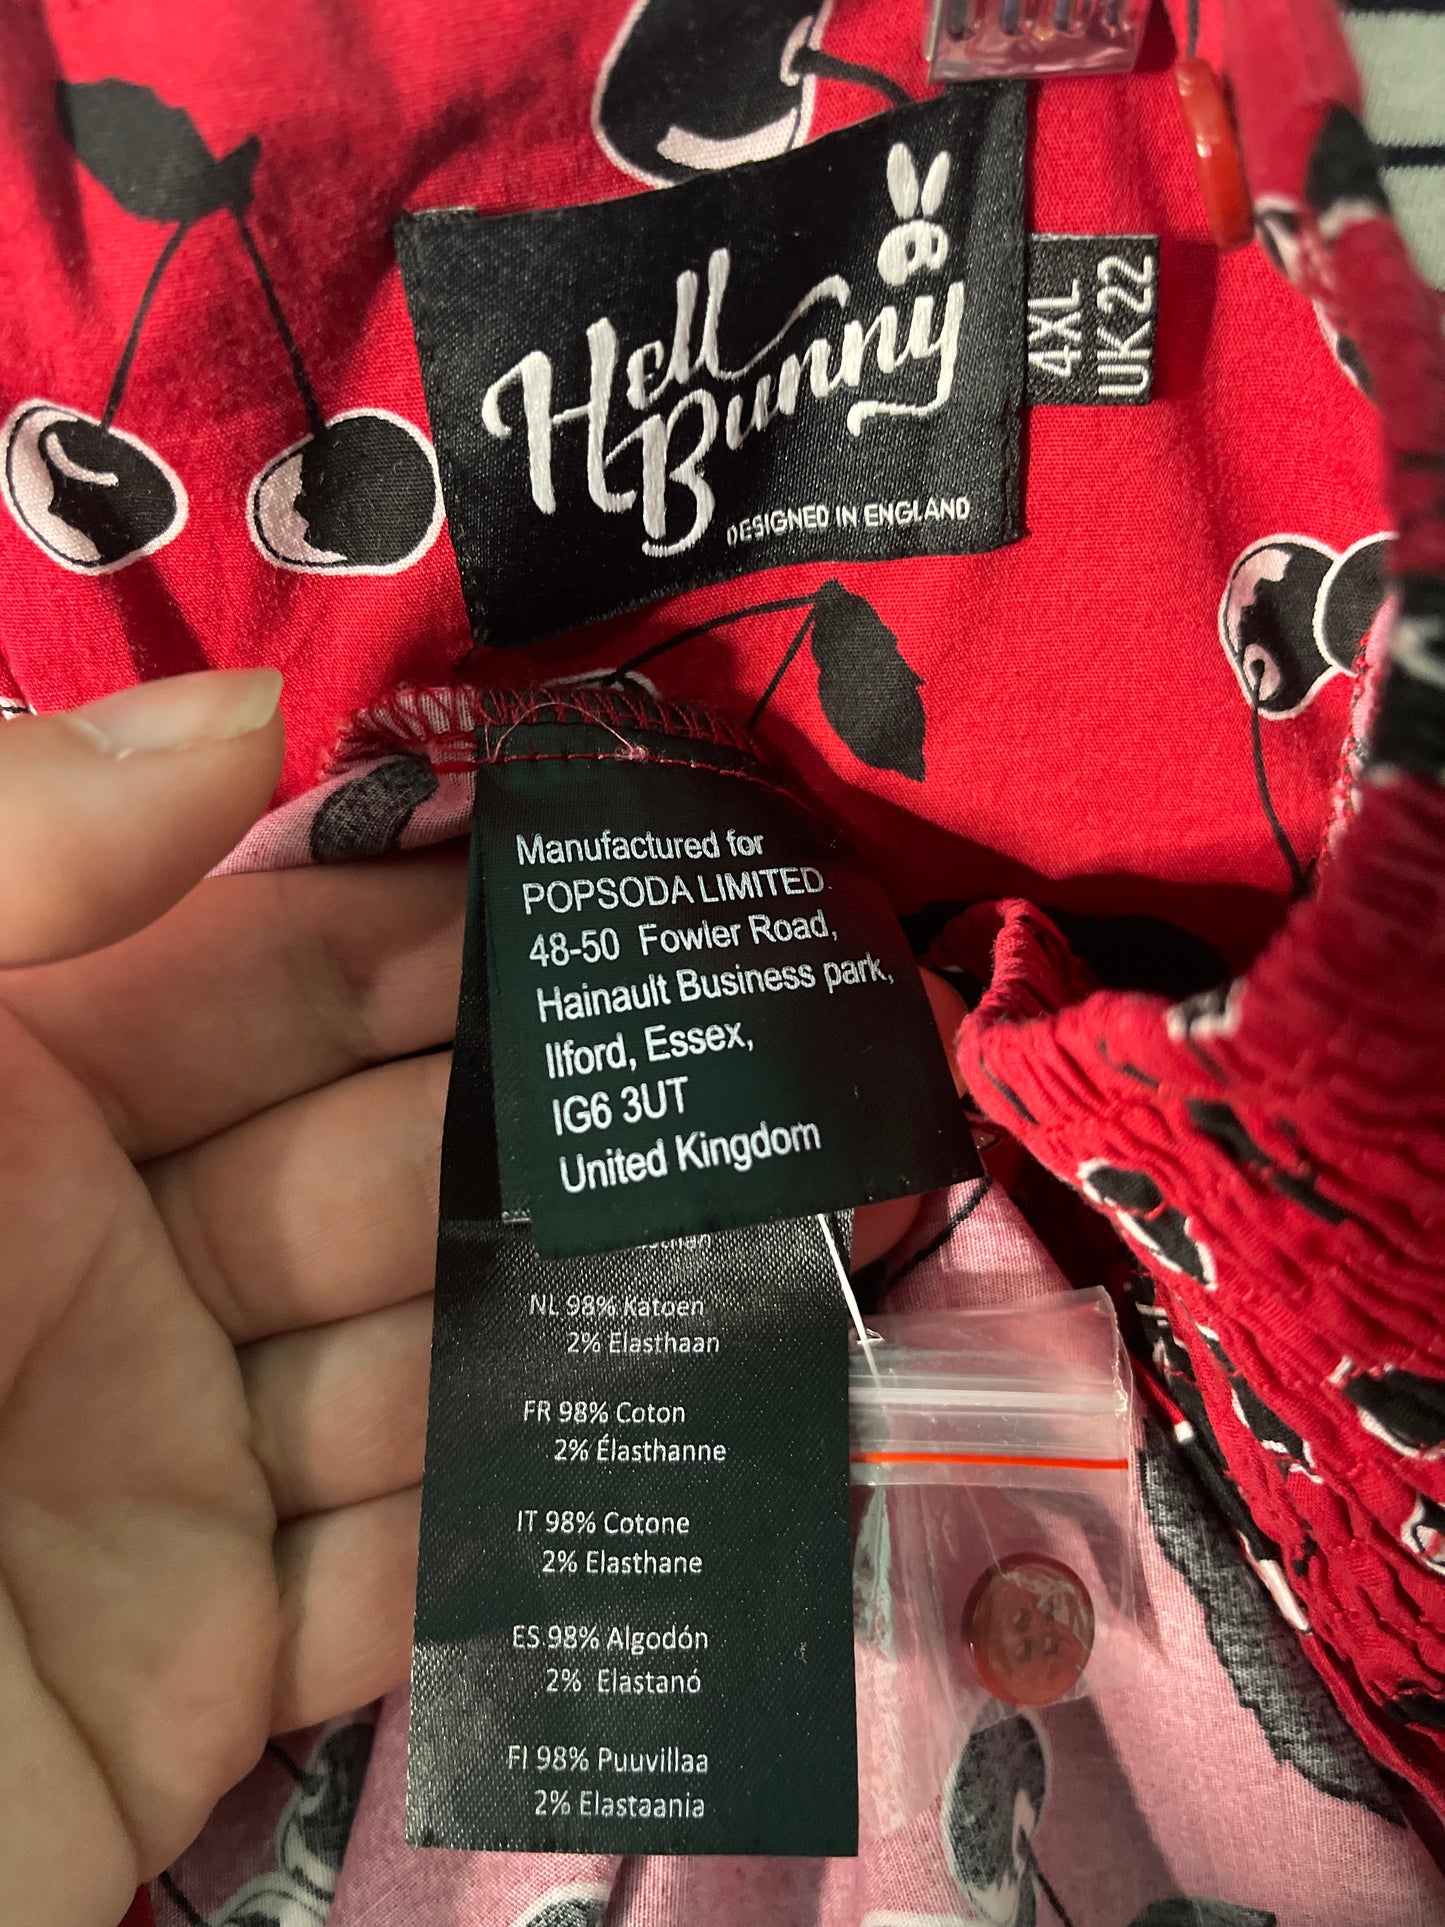 Hell
Bunny
DESIGNED IN ENGLAND
4XL
UK 22
Manufactured for
POPSODA LIMITED
48-50 Fowler Road,
Hainault Business park,
Ilford, Essex,
IG6 3UT
United Kingdom
NL 98% Katoen
2% Elasthaan
FR 98% Coton
2% Élasthanne
IT 98% Cotone
2% Elasthane
ES 98% Algodón
2% Elastanó
FI 98% Puuvillaa
2% Elastaania